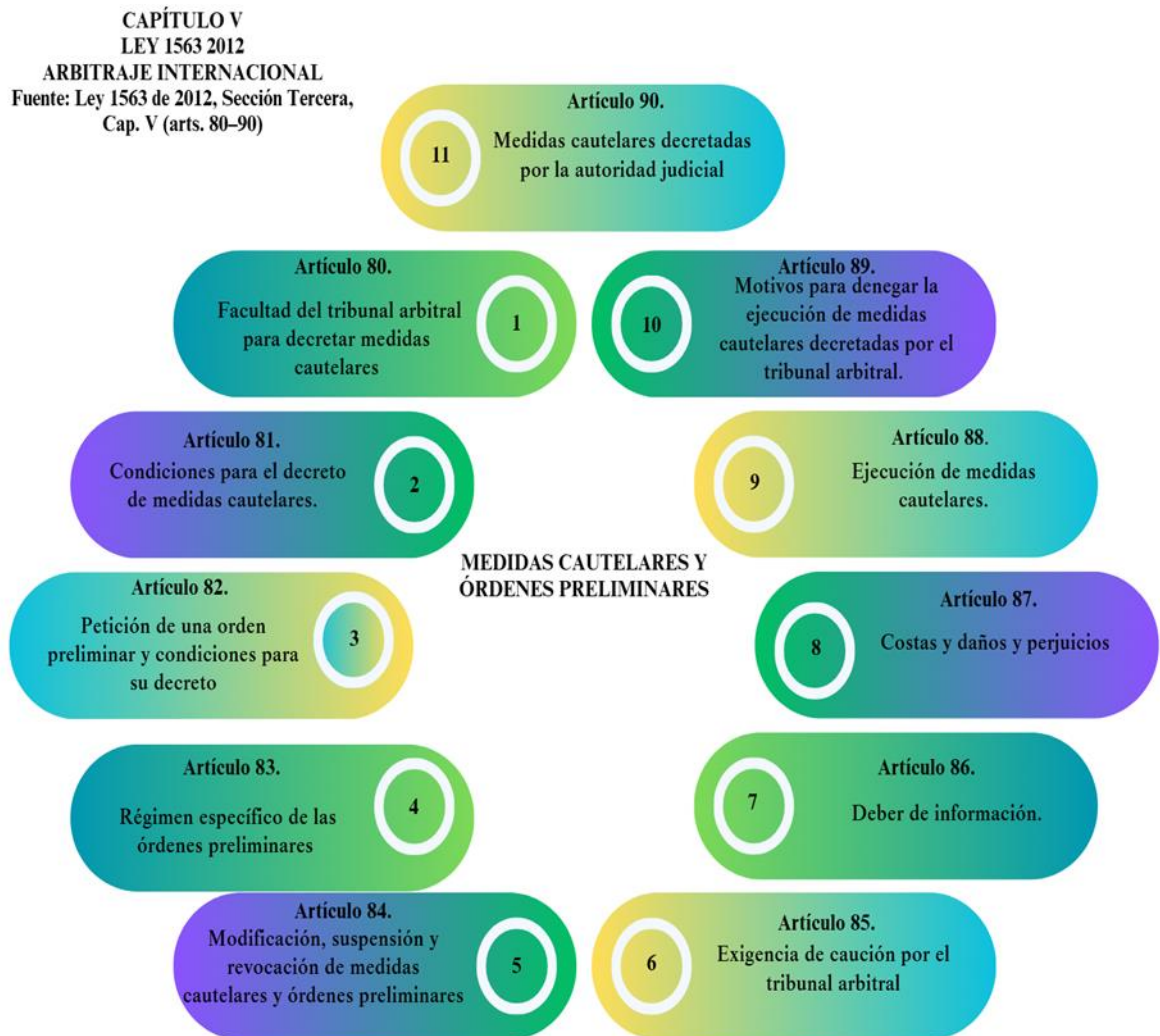 CAPÍTULO V
LEY 1563 2012
ARBITRAJE INTERNACIONAL
Fuente: Ley 1563 de 2012, Sección Tercera,
Cap. V (arts. 80–90)
Artículo 90.
11
Medidas cautelares decretadas
por la autoridad judicial
Artículo 80.
Facultad del tribunal arbitral
para decretar medidas
cautelares
1
Artículo 89.
10
Motivos para denegar la
ejecución de medidas
cautelares decretadas por el
tribunal arbitral.
Artículo 81.
Condiciones para el decreto
de medidas cautelares.
2
Artículo 88.
9
Ejecución de medidas
cautelares.
MEDIDAS CAUTELARES Y
ÓRDENES PRELIMINARES
Artículo 82.
Petición de una orden
preliminar y condiciones para
su decreto
3
Artículo 87.
8
Costas y daños y perjuicios
Artículo 83.
Régimen específico de las
órdenes preliminares
4
Artículo 86.
7
Deber de información.
Artículo 84.
Modificación, suspensión y
revocación de medidas
cautelares y órdenes preliminares
5
Artículo 85.
6
Exigencia de caución por el
tribunal arbitral